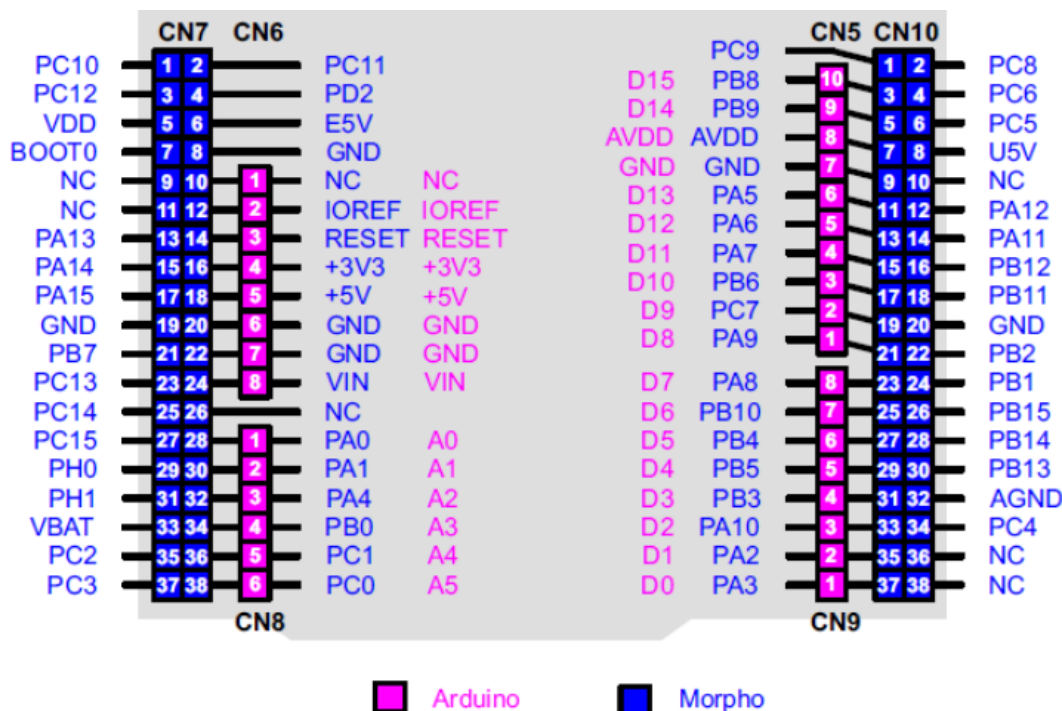 CN7 CN6 CN5 CN10
PC10 1 2 PC11 PC9 1 2 PC8
PC12 3 4 PD2 D15 PB8 10 3 4 PC6
VDD 5 6 E5V D14 PB9 9 5 6 PC5
BOOT0 7 8 GND AVDD AVDD 8 7 8 U5V
NC 9 10 1 NC NC GND GND 7 9 10 NC
NC 11 12 2 IOREF IOREF D13 PA5 6 11 12 PA12
PA13 13 14 3 RESET RESET D12 PA6 5 13 14 PA11
PA14 15 16 4 +3V3 +3V3 D11 PA7 4 15 16 PB12
PA15 17 18 5 +5V +5V D10 PB6 3 17 18 PB11
GND 19 20 6 GND GND D9 PC7 2 19 20 GND
PB7 21 22 7 GND GND D8 PA9 1 21 22 PB2
PC13 23 24 8 VIN VIN D7 PA8 8 23 24 PB1
PC14 25 26 NC D6 PB10 7 25 26 PB15
PC15 27 28 1 PA0 A0 D5 PB4 6 27 28 PB14
PH0 29 30 2 PA1 A1 D4 PB5 5 29 30 PB13
PH1 31 32 3 PA4 A2 D3 PB3 4 31 32 AGND
VBAT 33 34 4 PB0 A3 D2 PA10 3 33 34 PC4
PC2 35 36 5 PC1 A4 D1 PA2 2 35 36 NC
PC3 37 38 6 PC0 A5 D0 PA3 1 37 38 NC
CN8 CN9
Arduino Morpho